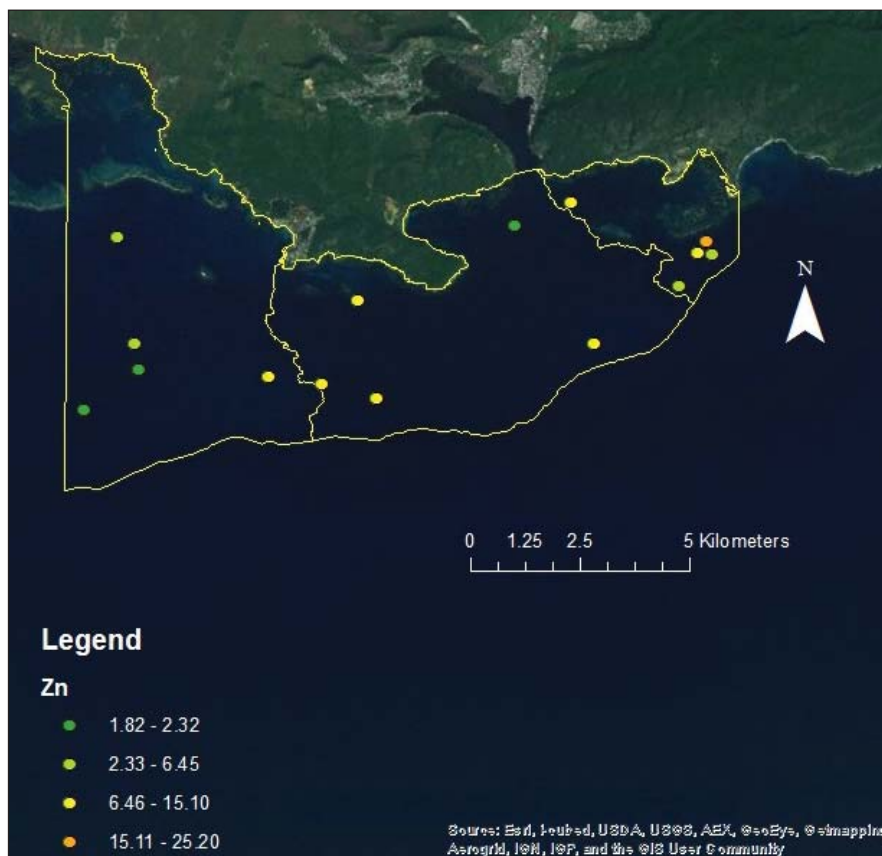 N
0 1.25 2.5 5 Kilometers
Legend
Zn
1.82 - 2.32
2.33 - 6.45
6.46 - 15.10
15.11 - 25.20
Source: Esri, USDA, USGS, AEX, GeoEye,
Aerogrid, IGN, IGP, and the GIS User Community